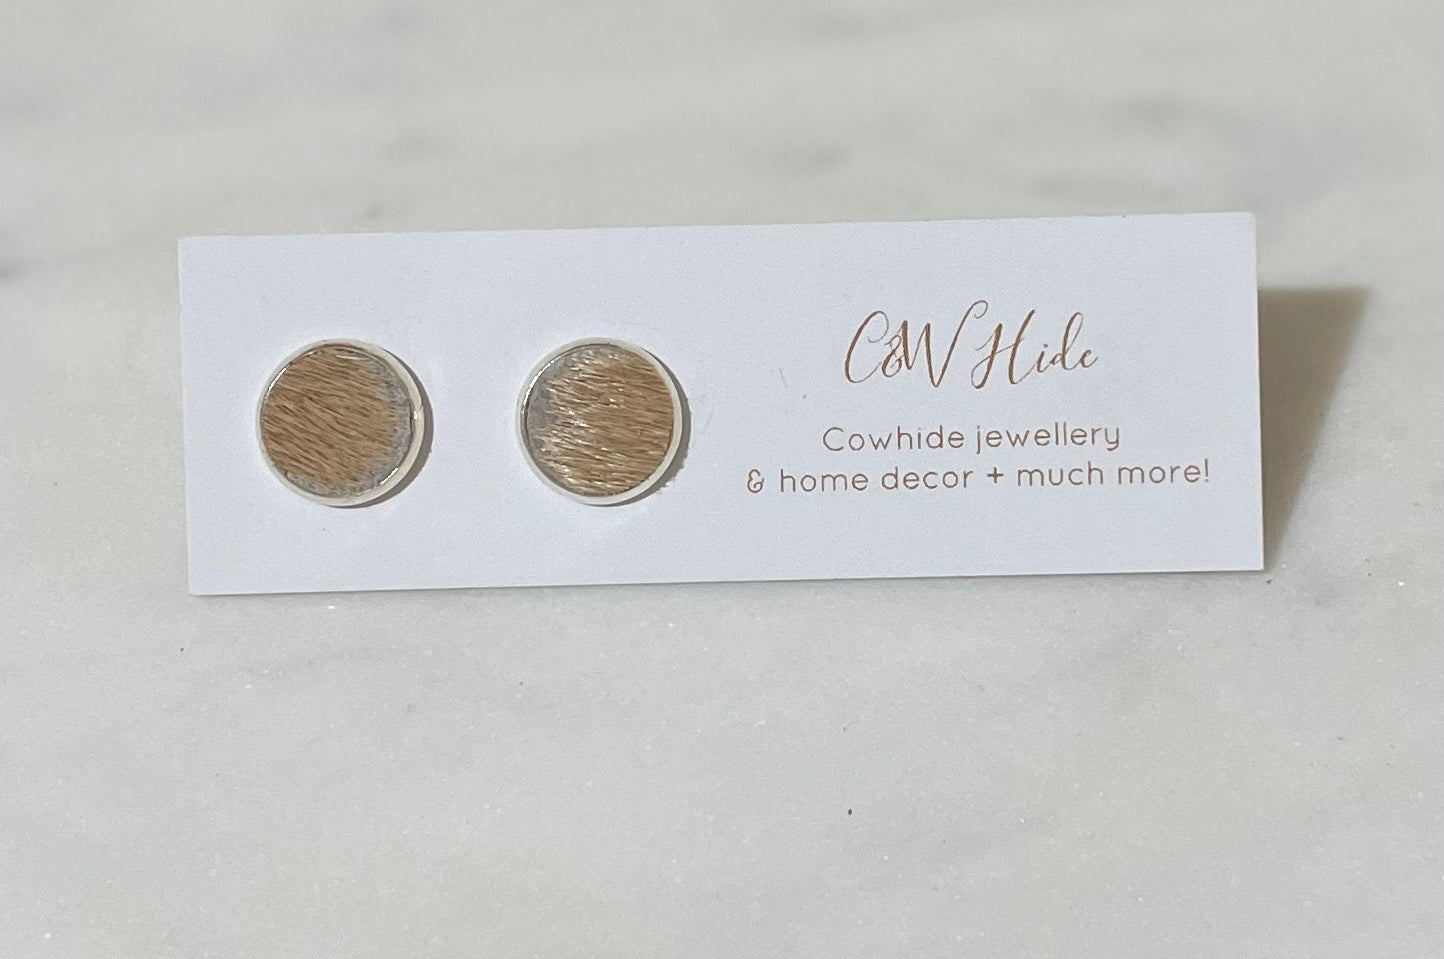 C&W Hide
Cowhide jewellery
& home decor + much more!